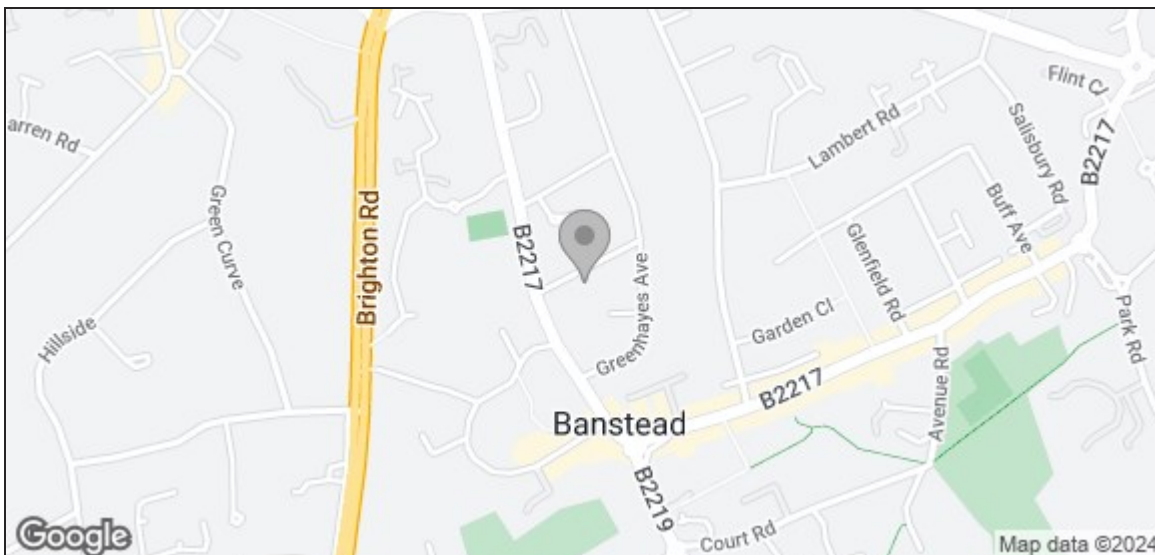 Flint Cl
arren Rd
Lambert Rd
Salisbury Rd
B2217
Green Curve
Brighton Rd
B2217
Buff Ave
Glenfield Rd
Greenhayes Ave
Hillside
Garden Cl
Park Rd
B2217
Avenue Rd
Banstead
B2219
Court Rd
Google
Map data ©2024